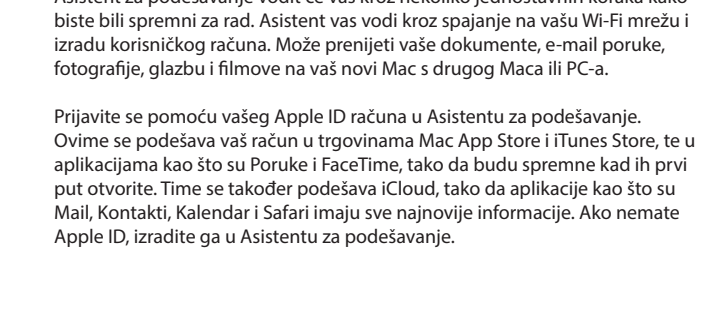 Asistent za podešavanje vodit će vas kroz nekoliko jednostavnih koraka kako
biste bili spremni za rad. Asistent vas vodi kroz spajanje na vašu Wi-Fi mrežu i
izradu korisničkog računa. Može prenijeti vaše dokumente, e-mail poruke,
fotografije, glazbu i filmove na vaš novi Mac s drugog Maca ili PC-a.
Prijavite se pomoću vašeg Apple ID računa u Asistentu za podešavanje.
Ovime se podešava vaš račun u trgovinama Mac App Store i iTunes Store, te u
aplikacijama kao što su Poruke i FaceTime, tako da budu spremne kad ih prvi
put otvorite. Time se također podešava iCloud, tako da aplikacije kao što su
Mail, Kontakti, Kalendar i Safari imaju sve najnovije informacije. Ako nemate
Apple ID, izradite ga u Asistentu za podešavanje.